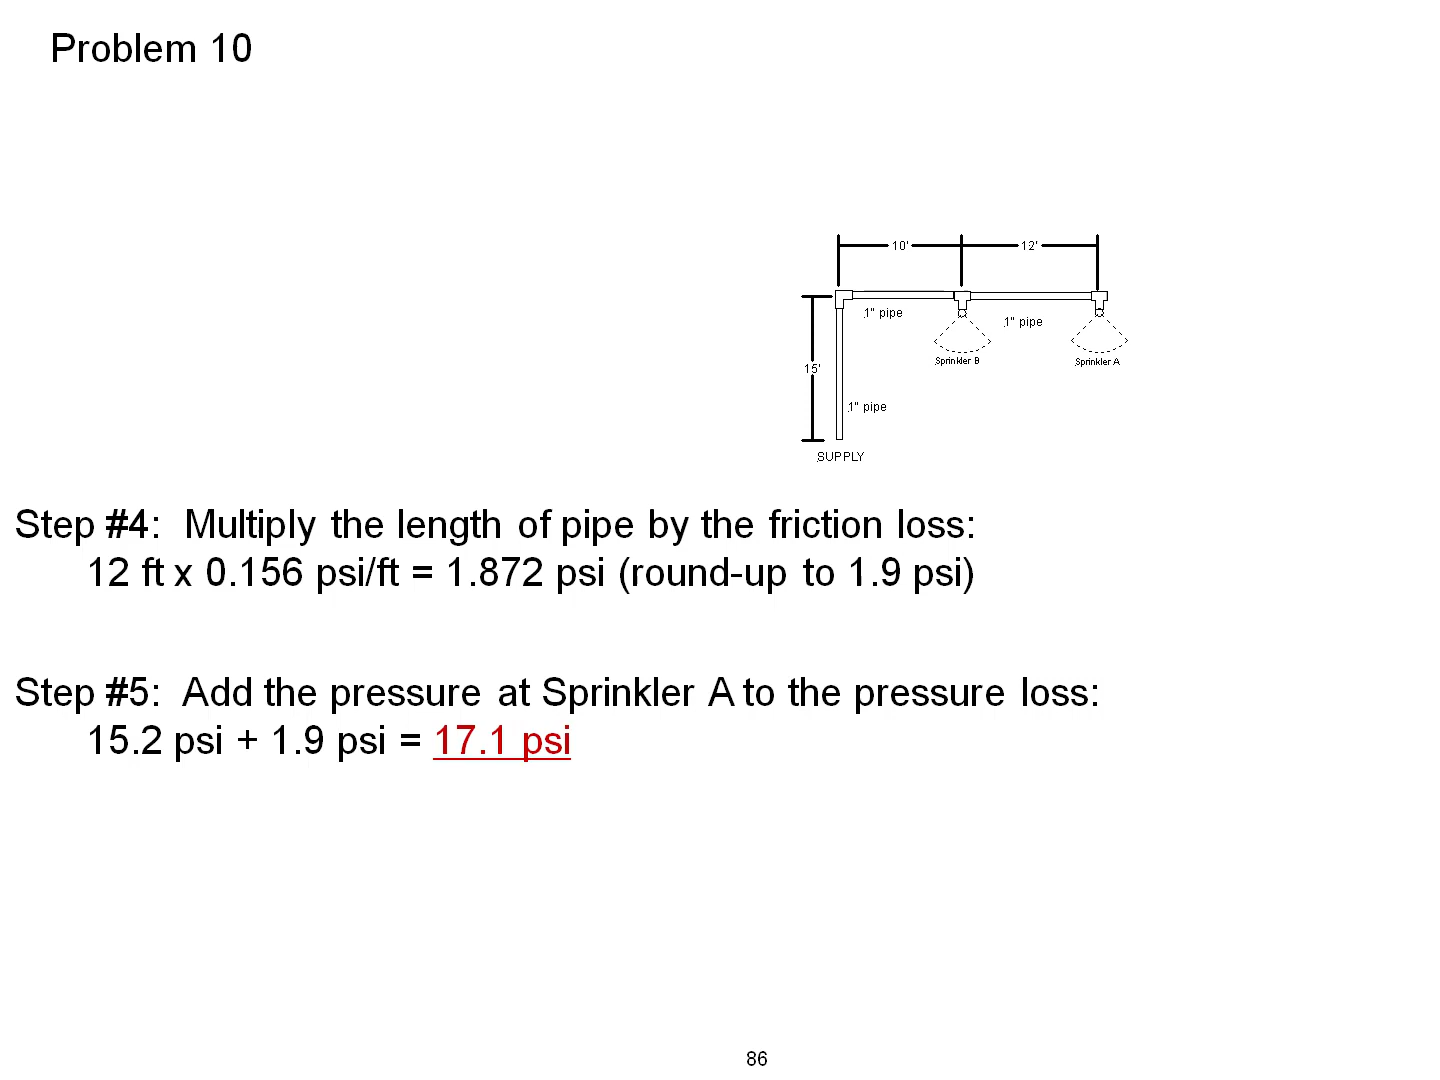 Problem 10
10' 12'
1" pipe
1" pipe
Sprinkler B Sprinkler A
15'
1" pipe
SUPPLY
Step #4: Multiply the length of pipe by the friction loss:
12 ft x 0.156 psi/ft = 1.872 psi (round-up to 1.9 psi)
Step #5: Add the pressure at Sprinkler A to the pressure loss:
15.2 psi + 1.9 psi = 17.1 psi
86